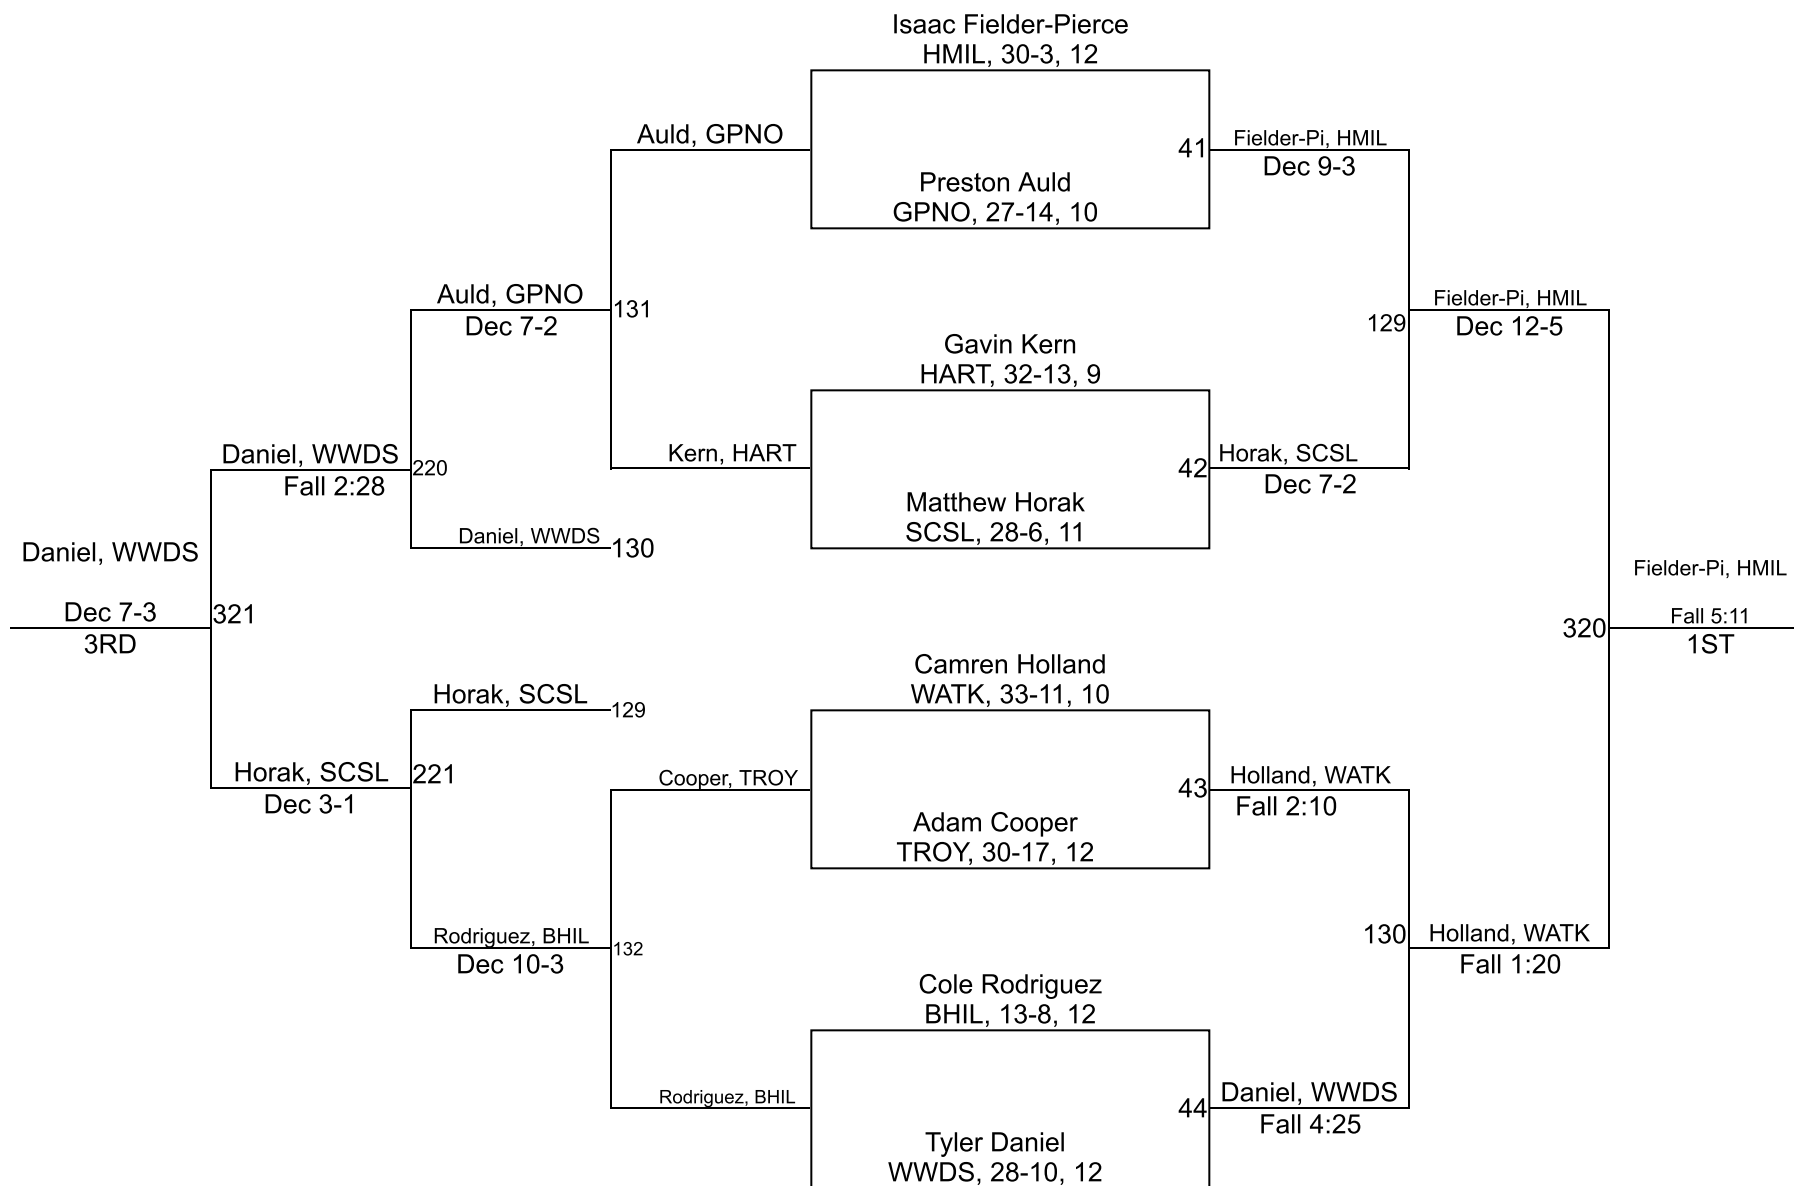 Isaac Fielder-Pierce
HMIL, 30-3, 12
Auld, GPNO
41
Fielder-Pi, HMIL
Dec 9-3
Preston Auld
GPNO, 27-14, 10
Auld, GPNO
Dec 7-2
131
129
Fielder-Pi, HMIL
Dec 12-5
Gavin Kern
HART, 32-13, 9
Daniel, WWDS
Fall 2:28
220
Kern, HART
42
Horak, SCSL
Dec 7-2
Matthew Horak
SCSL, 28-6, 11
Daniel, WWDS
130
Daniel, WWDS
Dec 7-3
3RD
321
Fielder-Pi, HMIL
320
Fall 5:11
1ST
Camren Holland
WATK, 33-11, 10
Horak, SCSL
129
Horak, SCSL
Dec 3-1
221
Cooper, TROY
43
Holland, WATK
Fall 2:10
Adam Cooper
TROY, 30-17, 12
Rodriguez, BHIL
Dec 10-3
132
130
Holland, WATK
Fall 1:20
Cole Rodriguez
BHIL, 13-8, 12
Rodriguez, BHIL
44
Daniel, WWDS
Fall 4:25
Tyler Daniel
WWDS, 28-10, 12